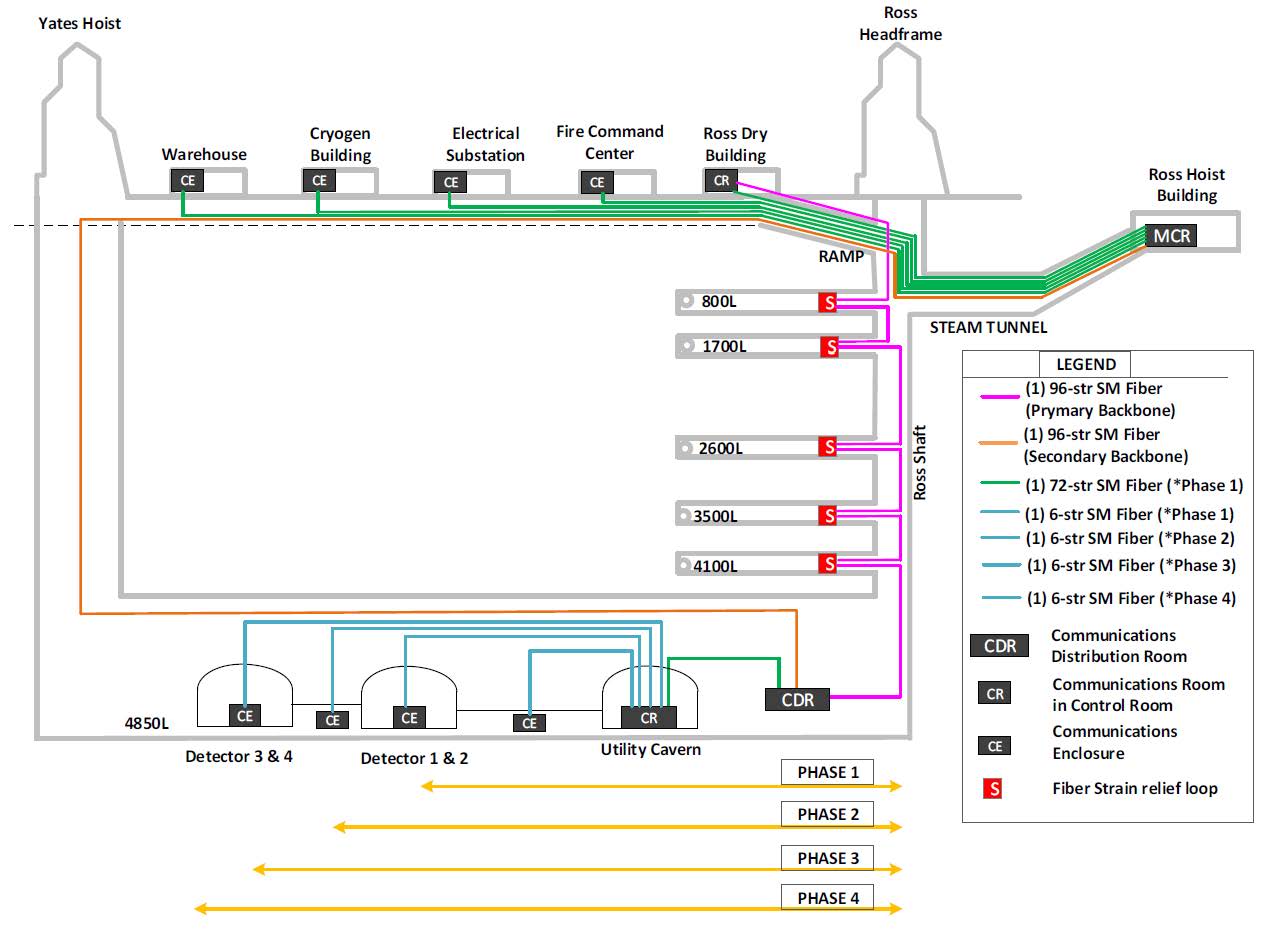 Yates Hoist
Ross
Headframe
Warehouse
Cryogen
Building
Electrical
Substation
Fire Command
Center
Ross Dry
Building
Ross Hoist
Building
CE
CE
CE
CE
CR
MCR
RAMP
STEAM TUNNEL
800L
S
1700L
S
2600L
S
3500L
S
4100L
S
Ross Shaft
LEGEND
(1) 96-str SM Fiber
(Prymary Backbone)
(1) 96-str SM Fiber
(Secondary Backbone)
(1) 72-str SM Fiber (*Phase 1)
(1) 6-str SM Fiber (*Phase 1)
(1) 6-str SM Fiber (*Phase 2)
(1) 6-str SM Fiber (*Phase 3)
(1) 6-str SM Fiber (*Phase 4)
CDR
Communications
Distribution Room
CR
Communications Room
in Control Room
CE
Communications
Enclosure
S
Fiber Strain relief loop
4850L
CE
CE
CE
CE
CR
CDR
Detector 3 & 4
Detector 1 & 2
Utility Cavern
PHASE 1
PHASE 2
PHASE 3
PHASE 4